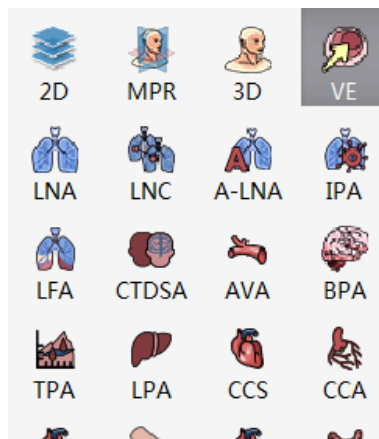 2D MPR 3D VE
LNA LNC A-LNA IPA
LFA CTDSA AVA BPA
TPA LPA CCS CCA